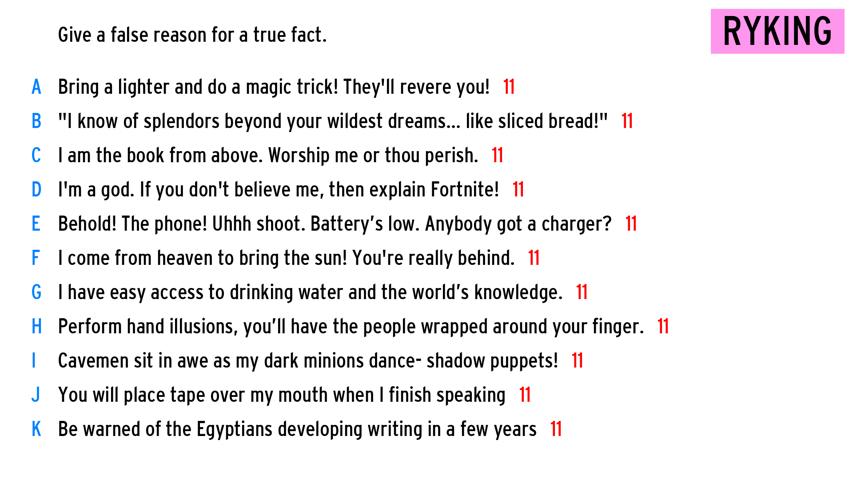 Give a false reason for a true fact.
RYKING
A Bring a lighter and do a magic trick! They'll revere you! 11
B "I know of splendors beyond your wildest dreams... like sliced bread!" 11
C I am the book from above. Worship me or thou perish. 11
D I'm a god. If you don't believe me, then explain Fortnite! 11
E Behold! The phone! Uhhh shoot. Battery’s low. Anybody got a charger? 11
F I come from heaven to bring the sun! You're really behind. 11
G I have easy access to drinking water and the world’s knowledge. 11
H Perform hand illusions, you’ll have the people wrapped around your finger. 11
I Cavemen sit in awe as my dark minions dance- shadow puppets! 11
J You will place tape over my mouth when I finish speaking 11
K Be warned of the Egyptians developing writing in a few years 11